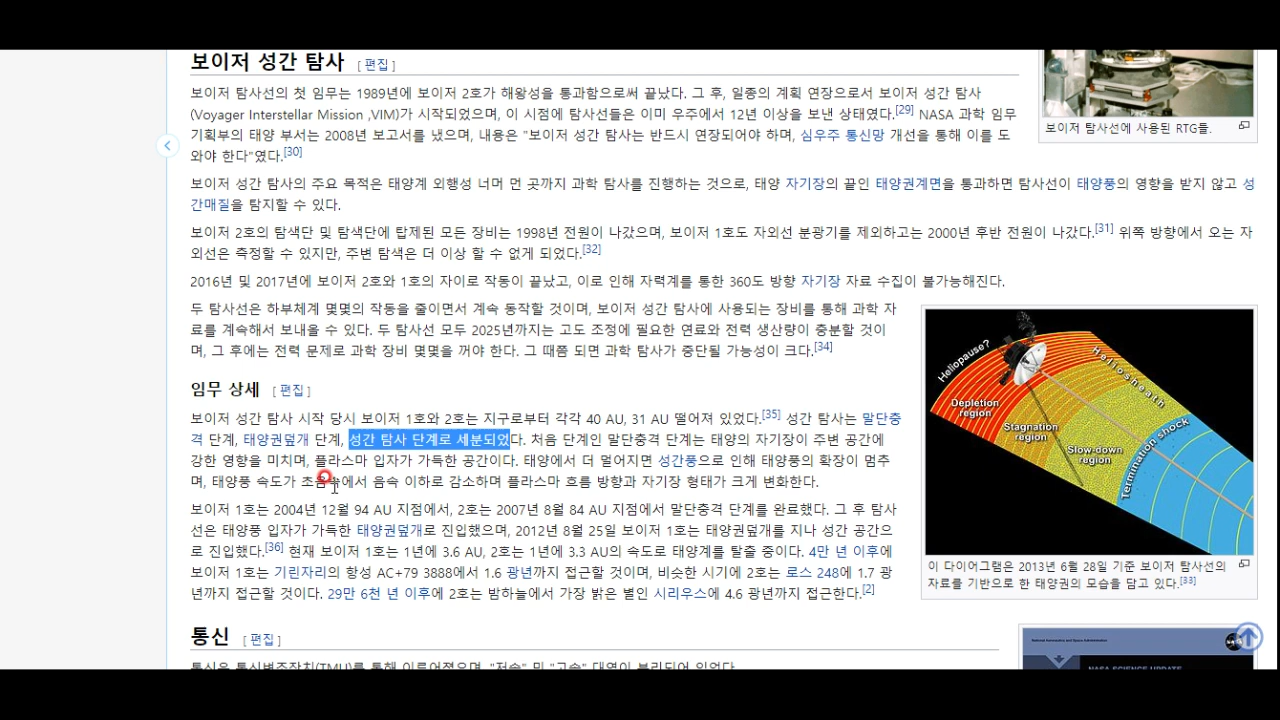 보이저 성간 탐사 [ 편집 ]
보이저 탐사선의 첫 임무는 1989년에 보이저 2호가 해왕성을 통과함으로써 끝났다. 그 후, 일종의 계획 연장으로서 보이저 성간 탐사
(Voyager Interstellar Mission ,VIM)가 시작되었으며, 이 시점에 탐사선들은 이미 우주에서 12년 이상을 보낸 상태였다.[29] NASA 과학 임무
기획부의 태양 부서는 2008년 보고서를 냈으며, 내용은 "보이저 성간 탐사는 반드시 연장되어야 하며, 심우주 통신망 개선을 통해 이를 도
와야 한다"였다.[30]
보이저 탐사선에 사용된 RTG들.
보이저 성간 탐사의 주요 목적은 태양계 외행성 너머 먼 곳까지 과학 탐사를 진행하는 것으로, 태양 자기장의 끝인 태양권계면을 통과하면 탐사선이 태양풍의 영향을 받지 않고 성
간매질을 탐지할 수 있다.
보이저 2호의 탐색단 및 탐색단에 탑제된 모든 장비는 1998년 전원이 나갔으며, 보이저 1호도 자외선 분광기를 제외하고는 2000년 후반 전원이 나갔다.[31] 위쪽 방향에서 오는 자
외선은 측정할 수 있지만, 주변 탐색은 더 이상 할 수 없게 되었다.[32]
2016년 및 2017년에 보이저 2호와 1호의 자이로 작동이 끝났고, 이로 인해 자력계를 통한 360도 방향 자기장 자료 수집이 불가능해진다.
두 탐사선은 하부체계 몇몇의 작동을 줄이면서 계속 동작할 것이며, 보이저 성간 탐사에 사용되는 장비를 통해 과학 자
료를 계속해서 보내올 수 있다. 두 탐사선 모두 2025년까지는 고도 조정에 필요한 연료와 전력 생산량이 충분할 것이
며, 그 후에는 전력 문제로 과학 장비 몇몇을 꺼야 한다. 그 때쯤 되면 과학 탐사가 중단될 가능성이 크다.[34]
임무 상세 [ 편집 ]
보이저 성간 탐사 시작 당시 보이저 1호와 2호는 지구로부터 각각 40 AU, 31 AU 떨어져 있었다.[35] 성간 탐사는 말단충
격 단계, 태양권덮개 단계, 성간 탐사 단계로 세분되었다. 처음 단계인 말단충격 단계는 태양의 자기장이 주변 공간에
강한 영향을 미치며, 플라스마 입자가 가득한 공간이다. 태양에서 더 멀어지면 성간풍으로 인해 태양풍의 확장이 멈추
며, 태양풍 속도가 초음속에서 음속 이하로 감소하며 플라스마 흐름 방향과 자기장 형태가 크게 변화한다.
보이저 1호는 2004년 12월 94 AU 지점에서, 2호는 2007년 8월 84 AU 지점에서 말단충격 단계를 완료했다. 그 후 탐사
선은 태양풍 입자가 가득한 태양권덮개로 진입했으며, 2012년 8월 25일 보이저 1호는 태양권덮개를 지나 성간 공간으
로 진입했다.[36] 현재 보이저 1호는 1년에 3.6 AU, 2호는 1년에 3.3 AU의 속도로 태양계를 탈출 중이다. 4만 년 이후에
보이저 1호는 기린자리의 항성 AC+79 3888에서 1.6 광년까지 접근할 것이며, 비슷한 시기에 2호는 로스 248에 1.7 광
년까지 접근할 것이다. 29만 6천 년 이후에 2호는 밤하늘에서 가장 밝은 별인 시리우스에 4.6 광년까지 접근한다.[2]
Heliopause?
Heliosheath
Depletion
region
Stagnation
region
Slow-down
region
Termination shock
이 다이어그램은 2013년 6월 28일 기준 보이저 탐사선의
자료를 기반으로 한 태양권의 모습을 담고 있다.[33]
통신 [ 편집 ]
통신은 통신변조장치(TMU)를 통해 이루어졌으며, "저속" 및 "고속" 대역이 분리되어 있었다.
NASA SCIENCE UPDATE